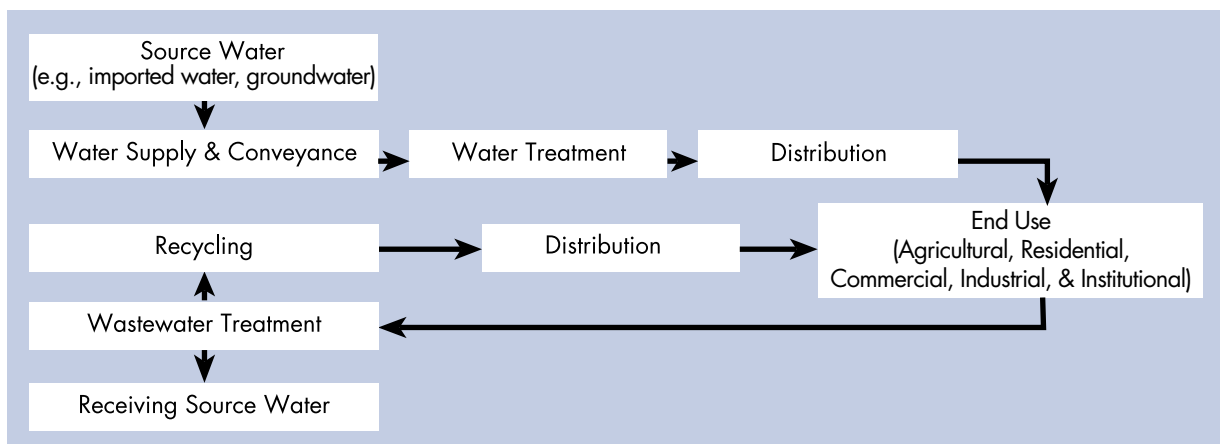 Source Water
(e.g., imported water, groundwater)
Water Supply & Conveyance
Water Treatment
Distribution
End Use
(Agricultural, Residential,
Commercial, Industrial, & Institutional)
Recycling
Distribution
Wastewater Treatment
Receiving Source Water